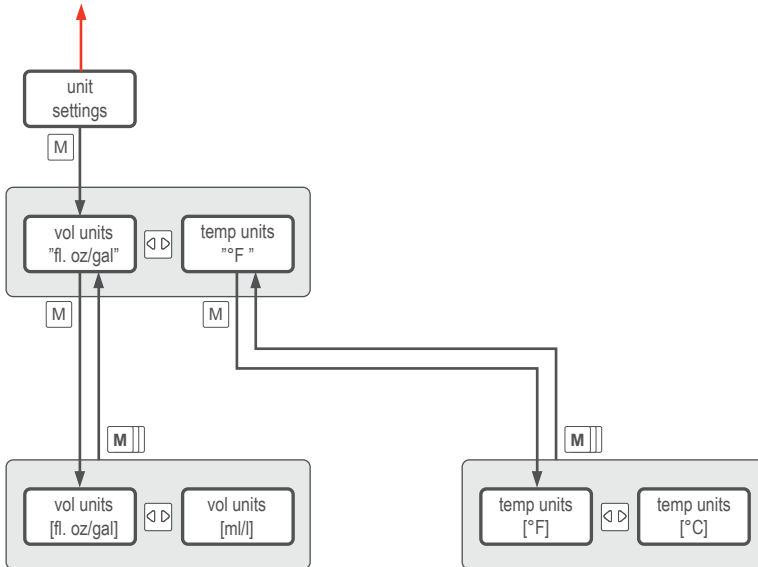 unit
settings
M
vol units
”fl. oz/gal”
temp units
”°F ”
M
M
M
M
vol units
[fl. oz/gal]
vol units
[ml/l]
temp units
[°F]
temp units
[°C]